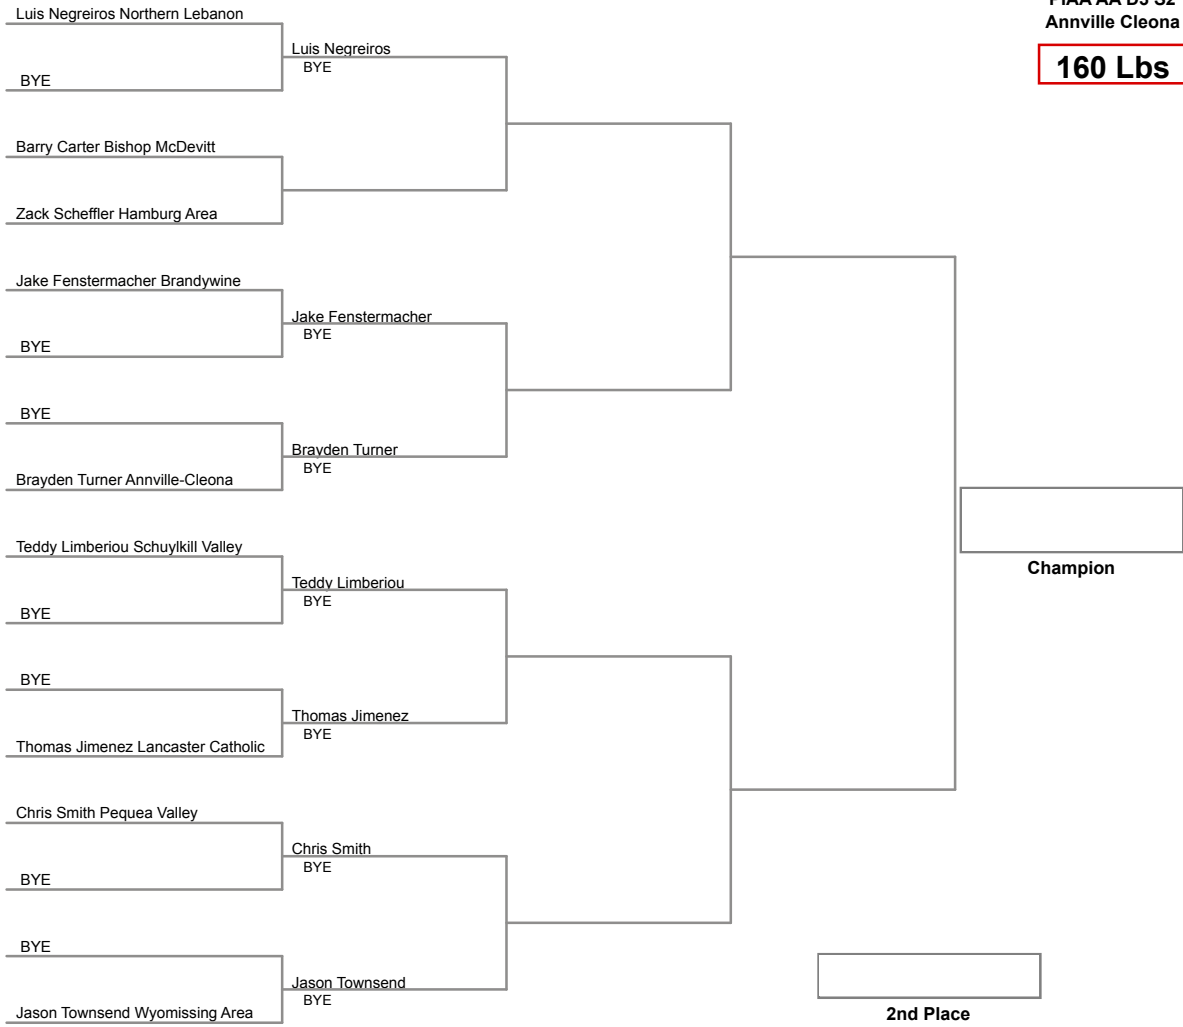 PIAA AA D3 S2
Annville Cleona
160 Lbs
Luis Negreiros Northern Lebanon
BYE
Luis Negreiros
BYE
Barry Carter Bishop McDevitt
Zack Scheffler Hamburg Area
Jake Fenstermacher Brandywine
BYE
Jake Fenstermacher
BYE
BYE
Brayden Turner Annville-Cleona
Brayden Turner
BYE
Teddy Limberiou Schuylkill Valley
BYE
Teddy Limberiou
BYE
BYE
Thomas Jimenez Lancaster Catholic
Thomas Jimenez
BYE
Chris Smith Pequea Valley
BYE
Chris Smith
BYE
BYE
Jason Townsend Wyomissing Area
Jason Townsend
BYE
Champion
2nd Place